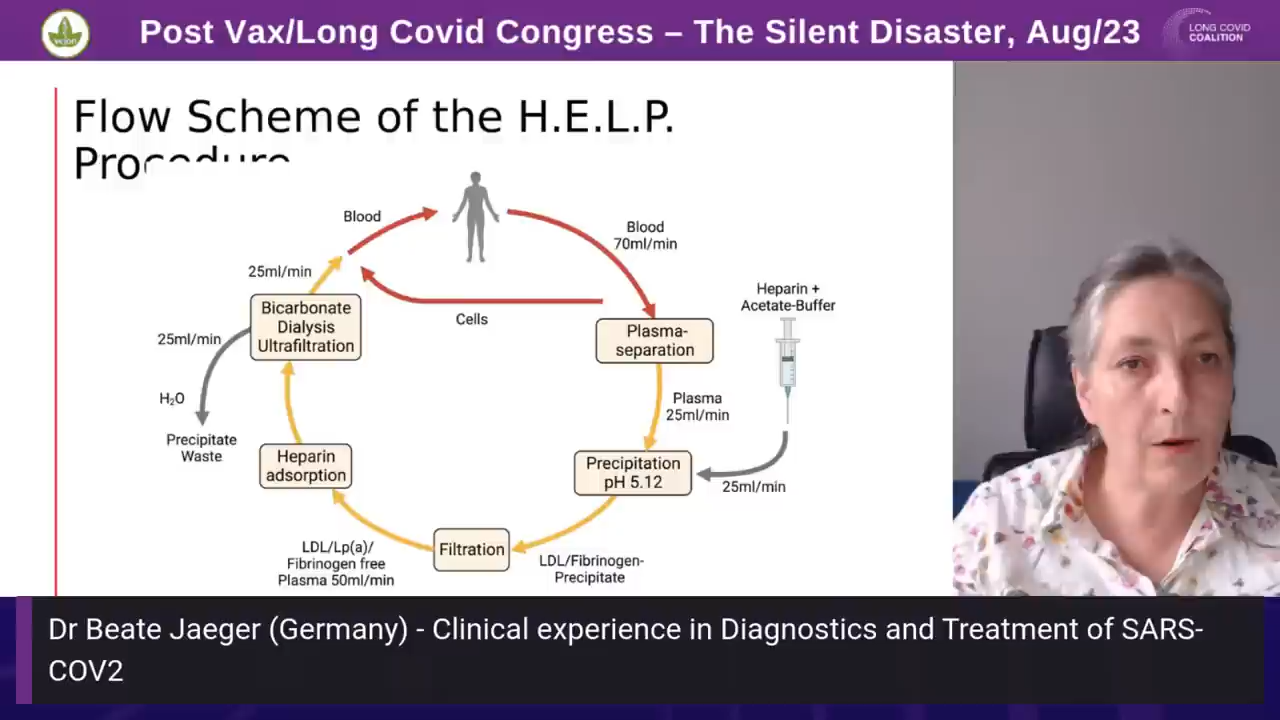 Post Vax/Long Covid Congress – The Silent Disaster, Aug/23
LONG COVID
COALITION
Flow Scheme of the H.E.L.P.
Procedure
Blood
Blood
70ml/min
25ml/min
Heparin +
Acetate-Buffer
Bicarbonate
Dialysis
Ultrafiltration
Cells
Plasma-
separation
25ml/min
H₂O
Plasma
25ml/min
Precipitate
Waste
Heparin
adsorption
Precipitation
pH 5.12
25ml/min
LDL/Lp(a)/
Fibrinogen free
Plasma 50ml/min
Filtration
LDL/Fibrinogen-
Precipitate
Dr Beate Jaeger (Germany) - Clinical experience in Diagnostics and Treatment of SARS-
COV2